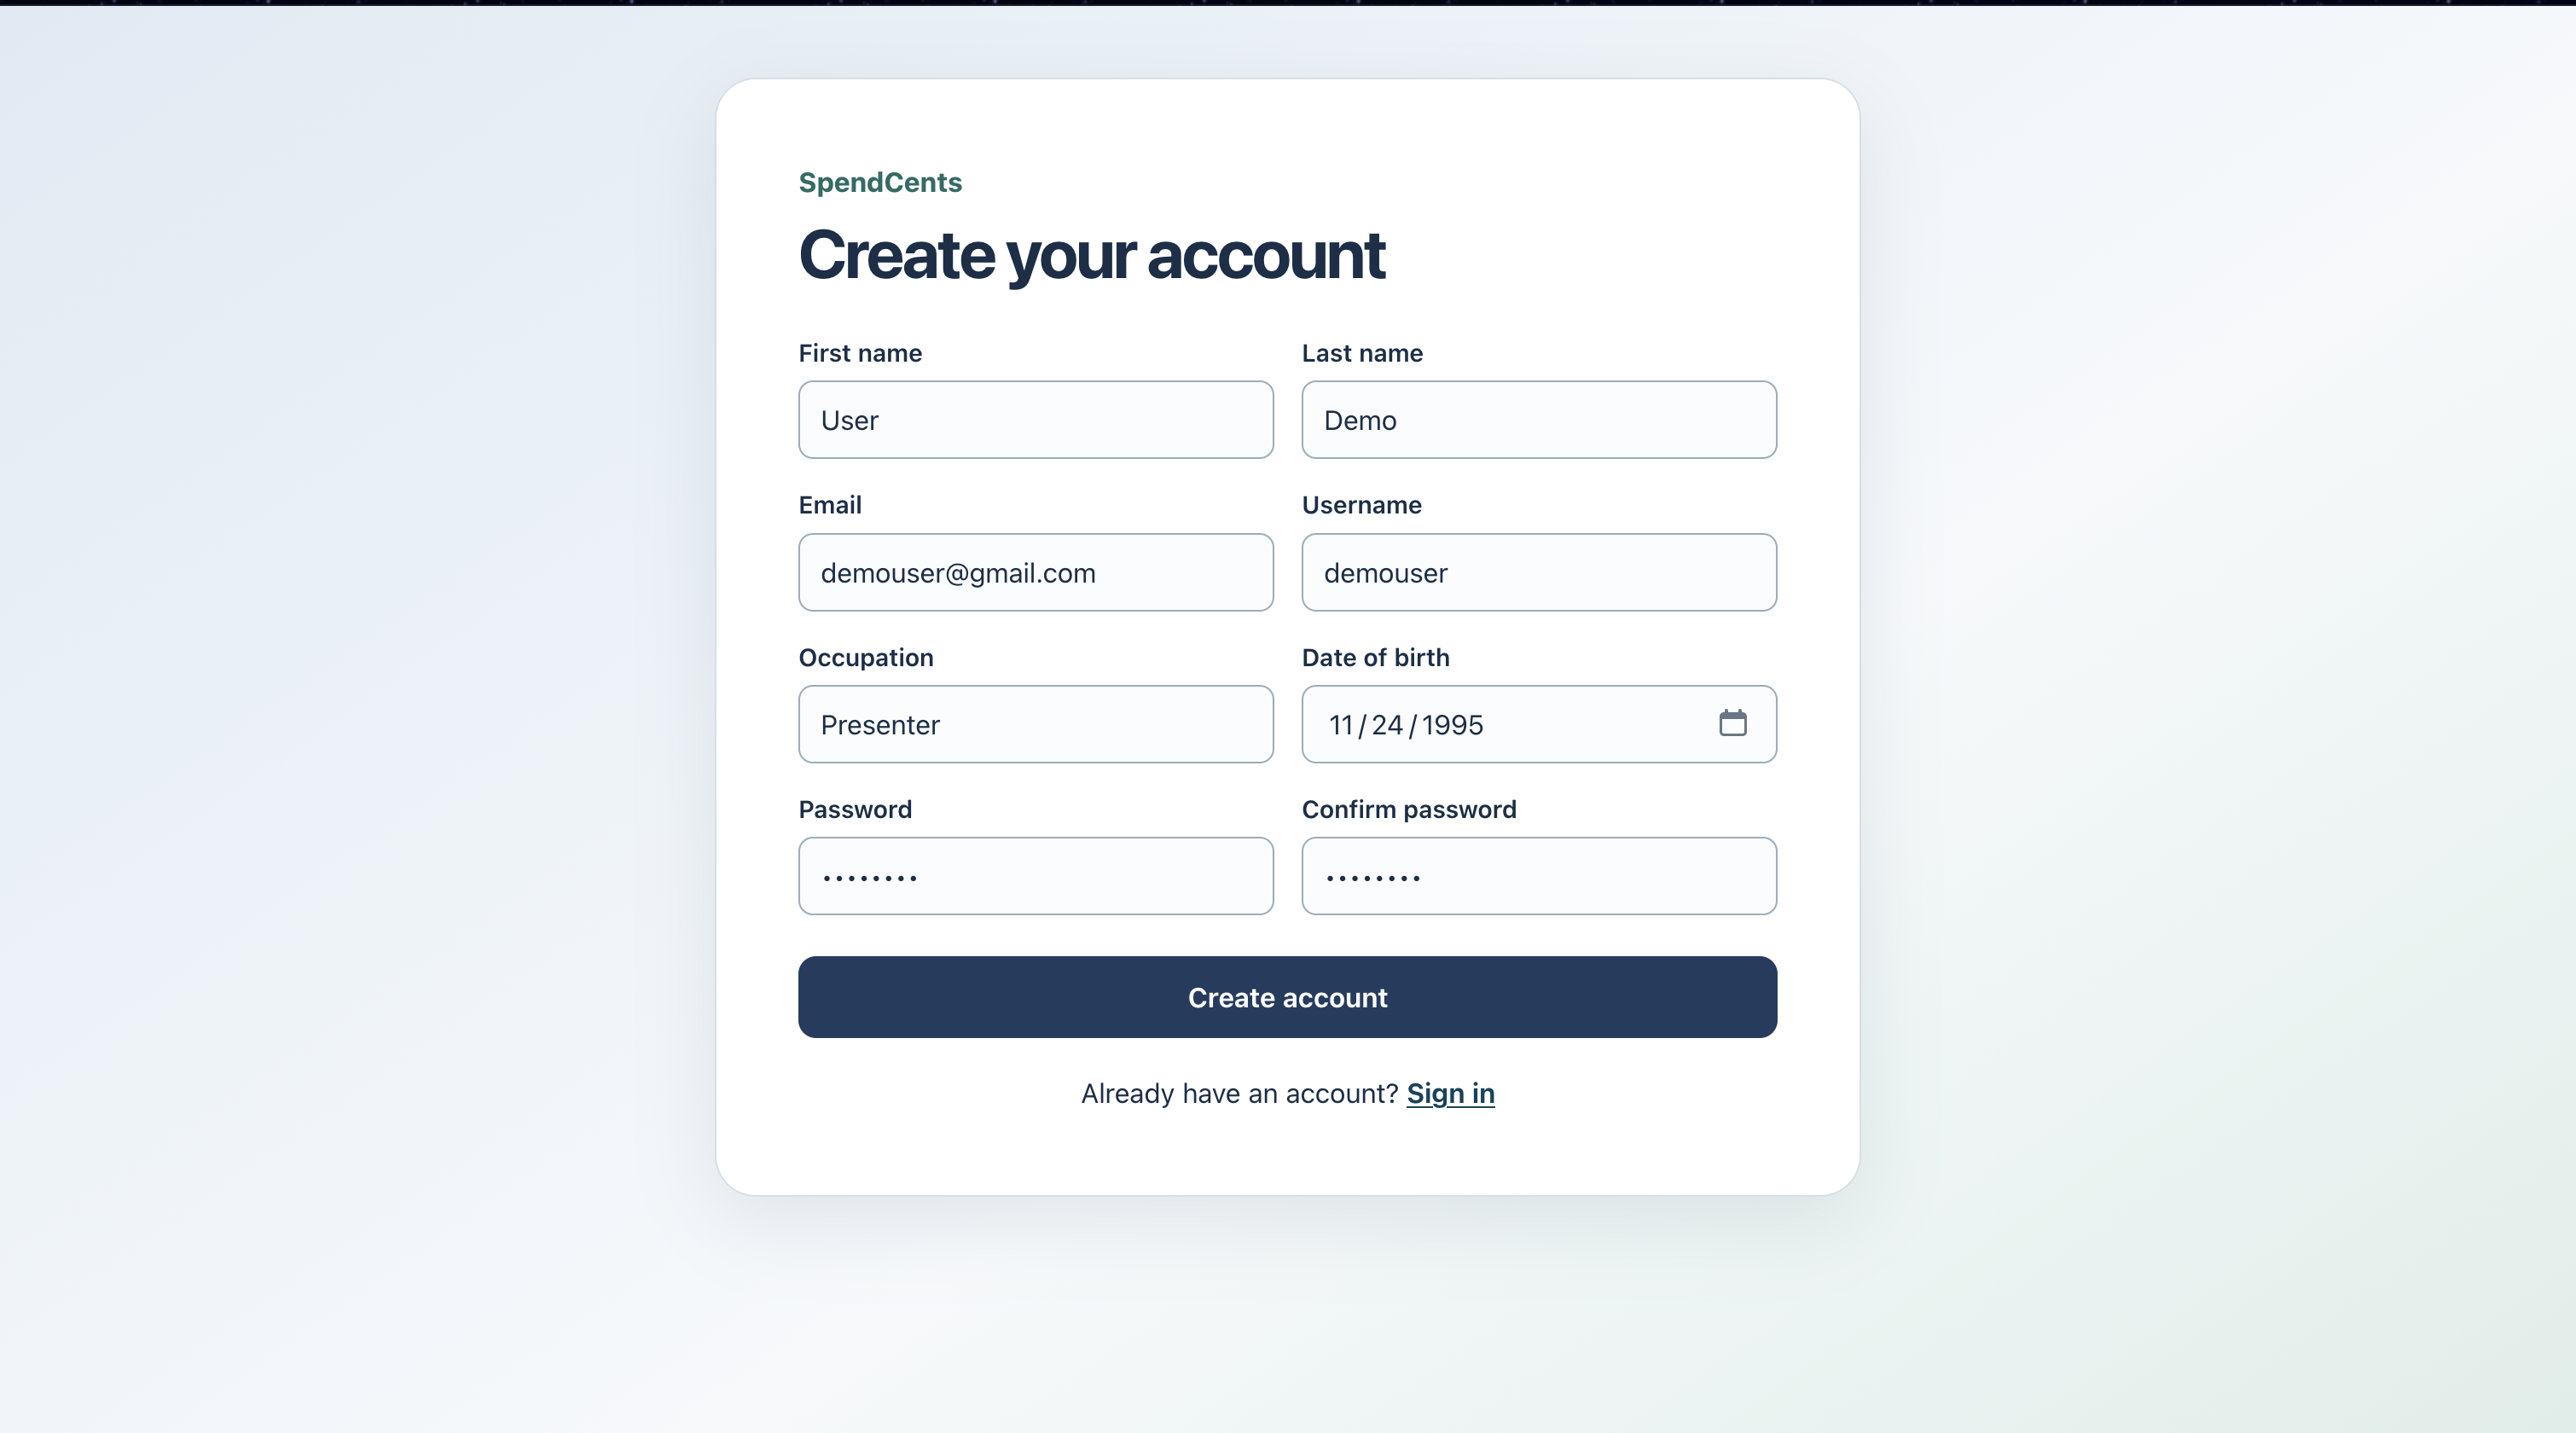 SpendCents
Create your account
First name
Last name
User
Demo
Email
Username
demouser@gmail.com
demouser
Occupation
Date of birth
Presenter
11/24/1995
Password
Confirm password
••••••••
••••••••
Create account
Already have an account? Sign in